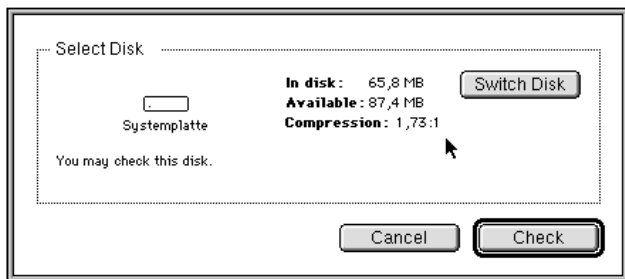 Select Disk
In disk: 65,8 MB
Switch Disk
Available: 87,4 MB
Systemplatte
Compression: 1,73:1
You may check this disk.
Cancel
Check